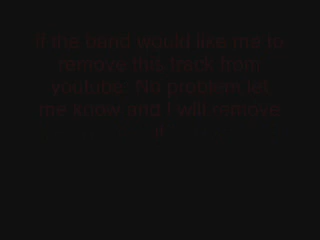 If the band would like me to
remove this track from
youtube. No problem let
me know and I will remove
it